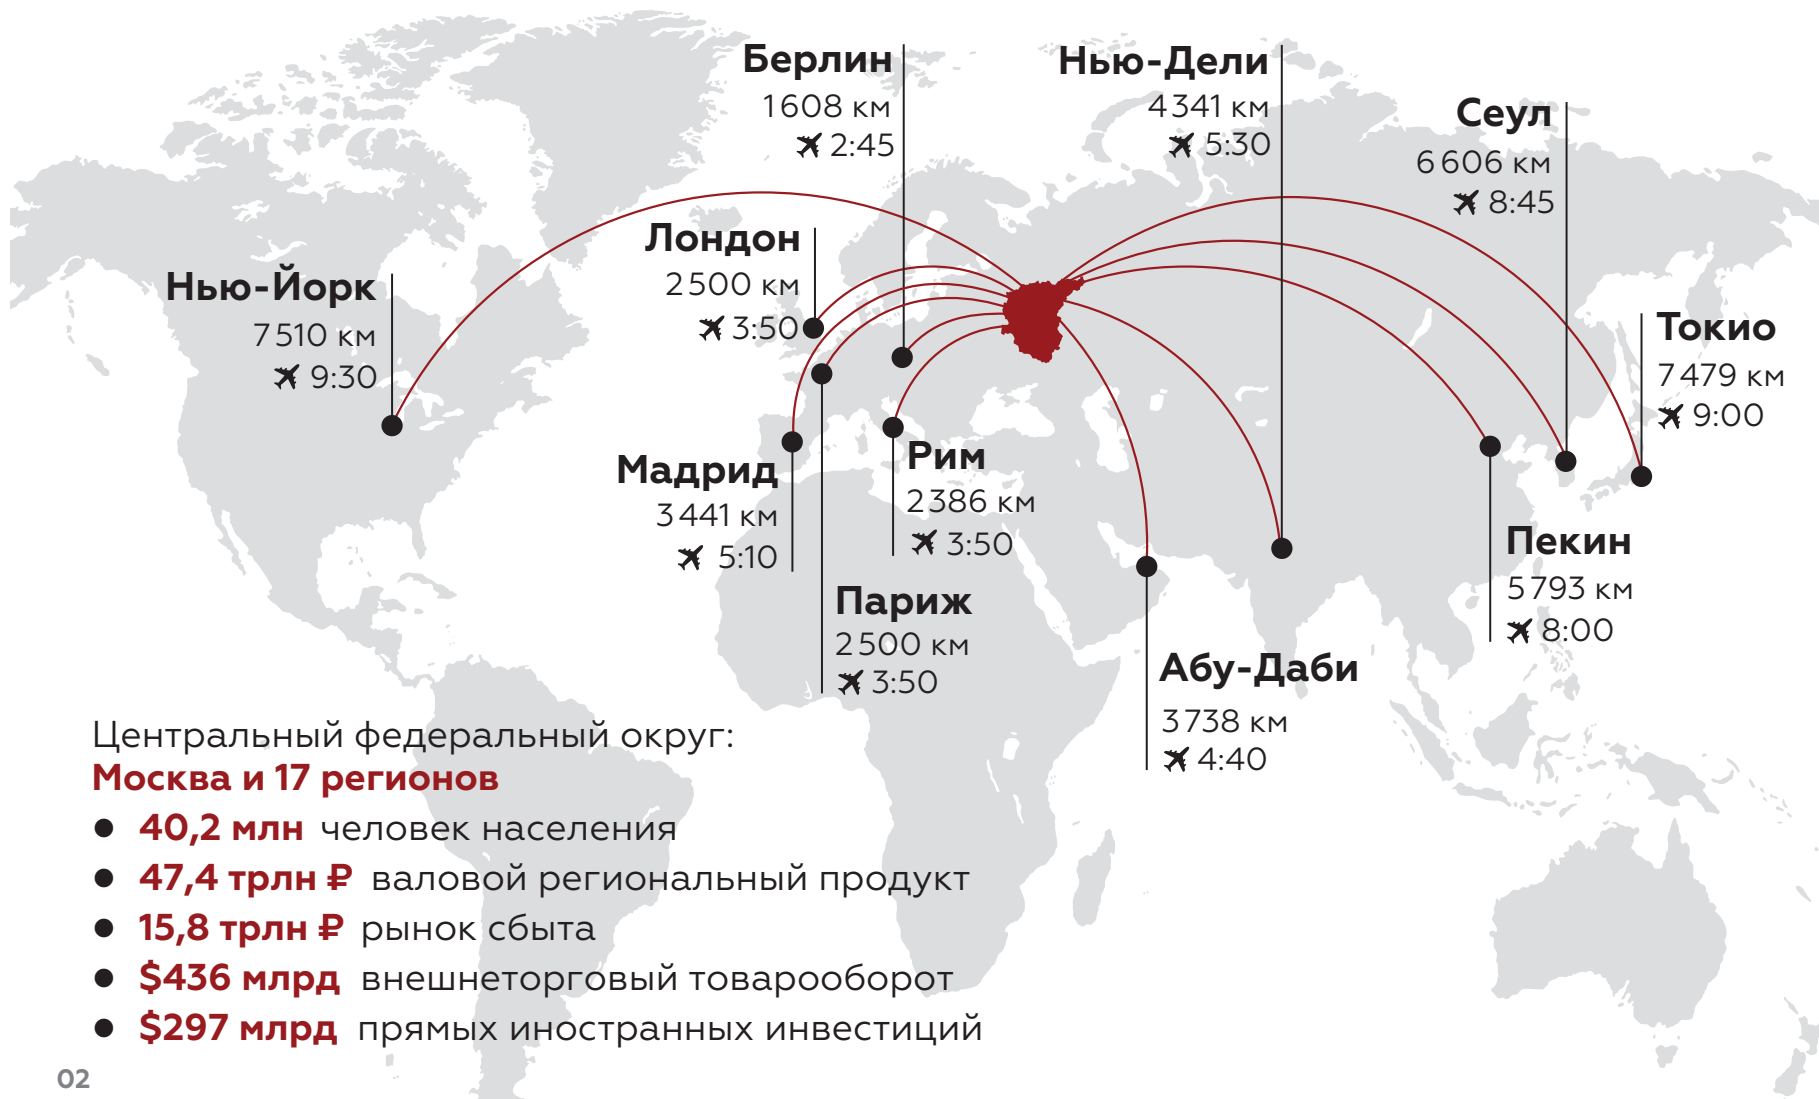 Берлин
1608 км
2:45
Нью-Дели
4341 км
5:30
Сеул
6606 км
8:45
Лондон
2500 км
3:50
Нью-Йорк
7510 км
9:30
Токио
7479 км
9:00
Мадрид
3441 км
5:10
Рим
2386 км
3:50
Пекин
5793 км
8:00
Париж
2500 км
3:50
Абу-Даби
3738 км
4:40
Центральный федеральный округ:
Москва и 17 регионов
● 40,2 млн человек населения
● 47,4 трлн ₽ валовой региональный продукт
● 15,8 трлн ₽ рынок сбыта
● $436 млрд внешнеторговый товарооборот
● $297 млрд прямых иностранных инвестиций
02